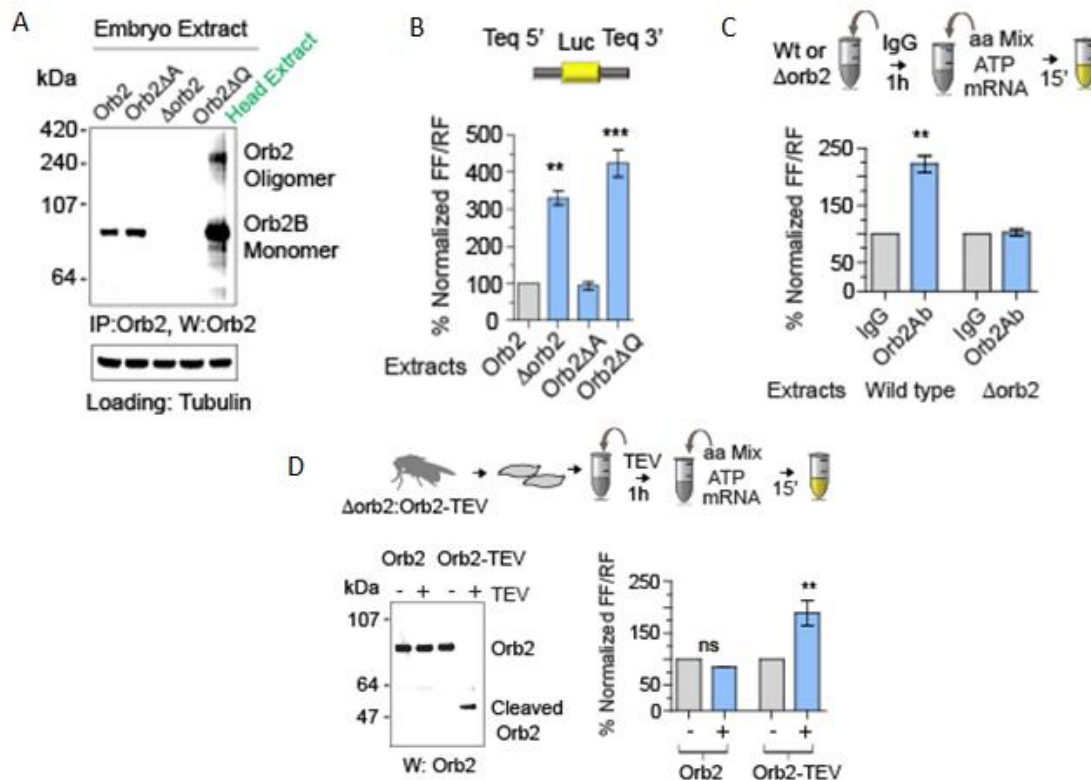 A
Embryo Extract
kDa
Orb2
Orb2ΔA
Δorb2
Orb2ΔQ
Head Extract
420
240
107
64
Orb2
Oligomer
Orb2B
Monomer
IP:Orb2, W:Orb2
Loading: Tubulin
B
Teq 5' Luc Teq 3'
% Normalized FF/RF
500
400
300
200
100
0
**
***
Extracts
Orb2
Δorb2
Orb2ΔA
Orb2ΔQ
C
Wt or
Δorb2
IgG
1h
aa Mix
ATP
mRNA
15'
% Normalized FF/RF
250
150
100
50
0
**
IgG
Orb2Ab
IgG
Orb2Ab
Extracts Wild type Δorb2
D
Δorb2:Orb2-TEV
TEV
1h
aa Mix
ATP
mRNA
15'
Orb2 Orb2-TEV
kDa - + - + TEV
107
64
47
Orb2
Cleaved
Orb2
W: Orb2
% Normalized FF/RF
250
150
100
50
0
ns
**
- + - +
Orb2 Orb2-TEV